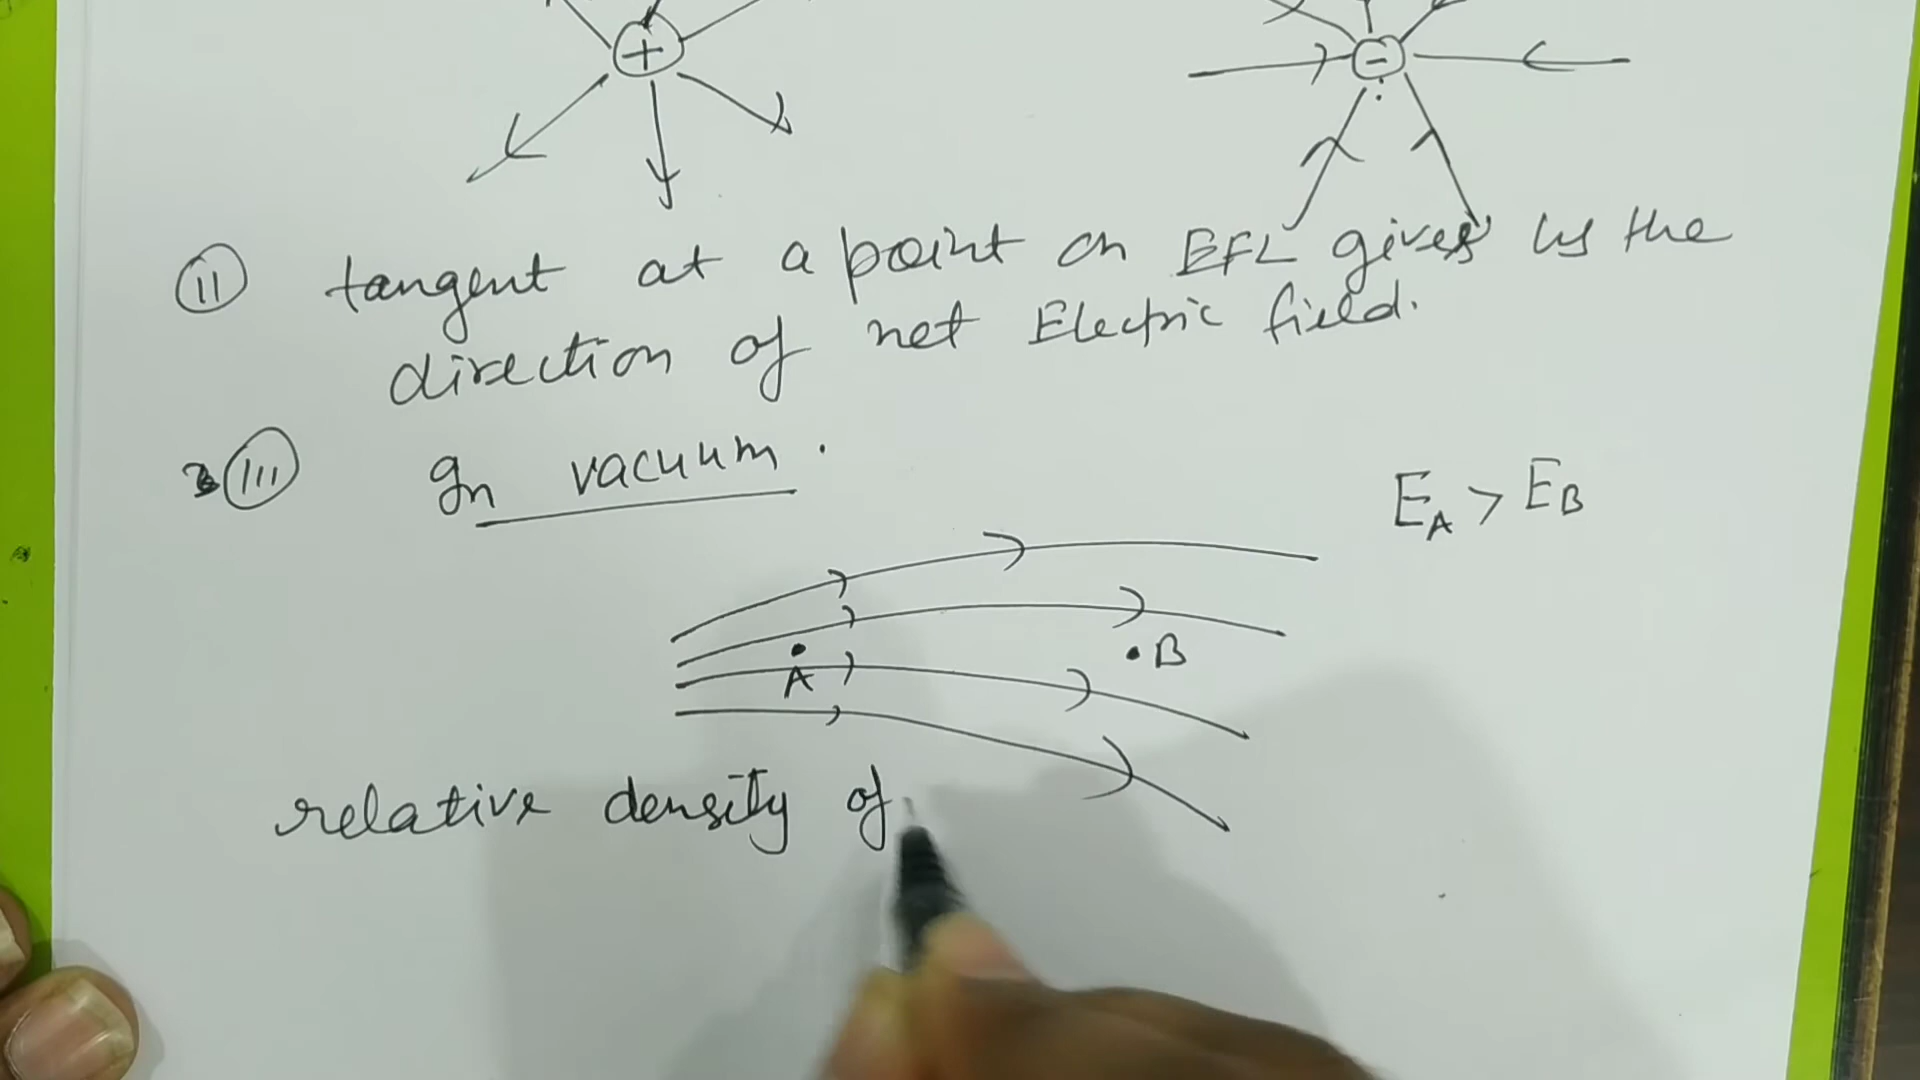 +
-
(ii) tangent at a point on EFL gives us the
direction of net Electric field.
(iii) In vacuum.
EA > EB
A
B
relative density of